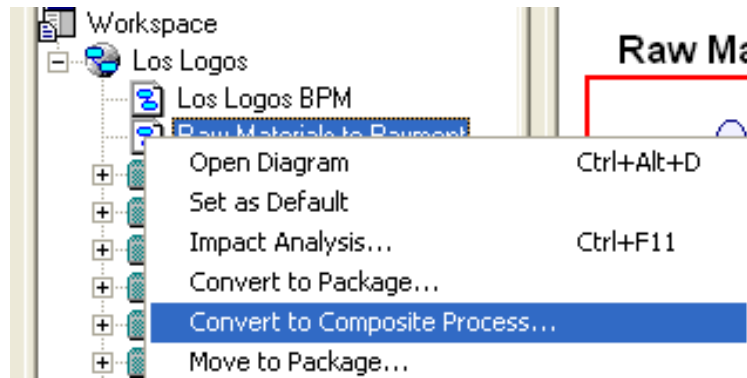 Workspace
Los Logos
Raw Ma
Los Logos BPM
Raw Materials to Payment
Open Diagram Ctrl+Alt+D
Set as Default
Impact Analysis... Ctrl+F11
Convert to Package...
Convert to Composite Process...
Move to Package...